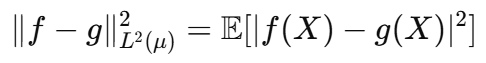 ‖f − g‖²_{L²(μ)} = 𝔼[|f(X) − g(X)|²]